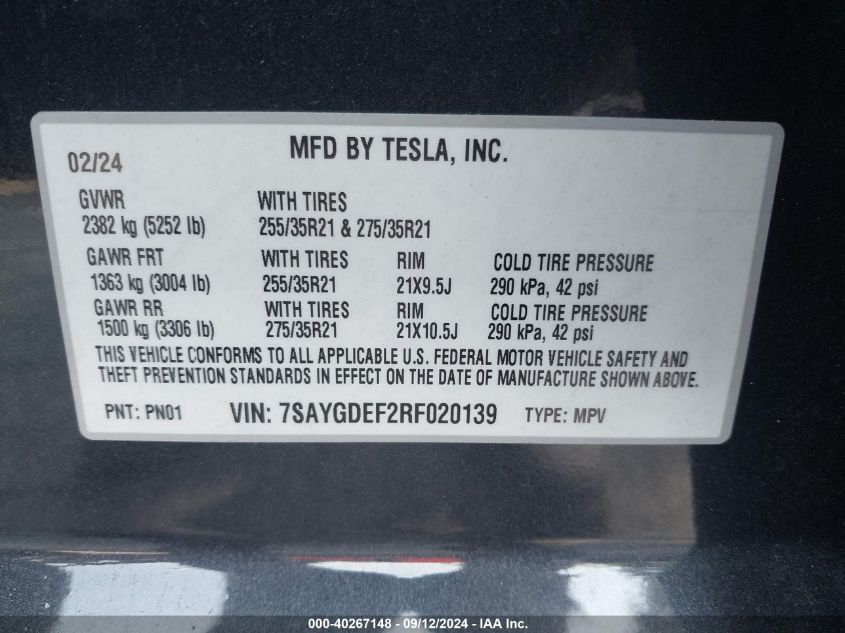 02/24
MFD BY TESLA, INC.
GVWR WITH TIRES
2382 kg (5252 lb) 255/35R21 & 275/35R21
GAWR FRT WITH TIRES RIM COLD TIRE PRESSURE
1363 kg (3004 lb) 255/35R21 21X9.5J 290 kPa, 42 psi
GAWR RR WITH TIRES RIM COLD TIRE PRESSURE
1500 kg (3306 lb) 275/35R21 21X10.5J 290 kPa, 42 psi
THIS VEHICLE CONFORMS TO ALL APPLICABLE U.S. FEDERAL MOTOR VEHICLE SAFETY AND
THEFT PREVENTION STANDARDS IN EFFECT ON THE DATE OF MANUFACTURE SHOWN ABOVE.
PNT: PN01 VIN: 7SAYGDEF2RF020139 TYPE: MPV
000-40267148 - 09/12/2024 - IAA Inc.